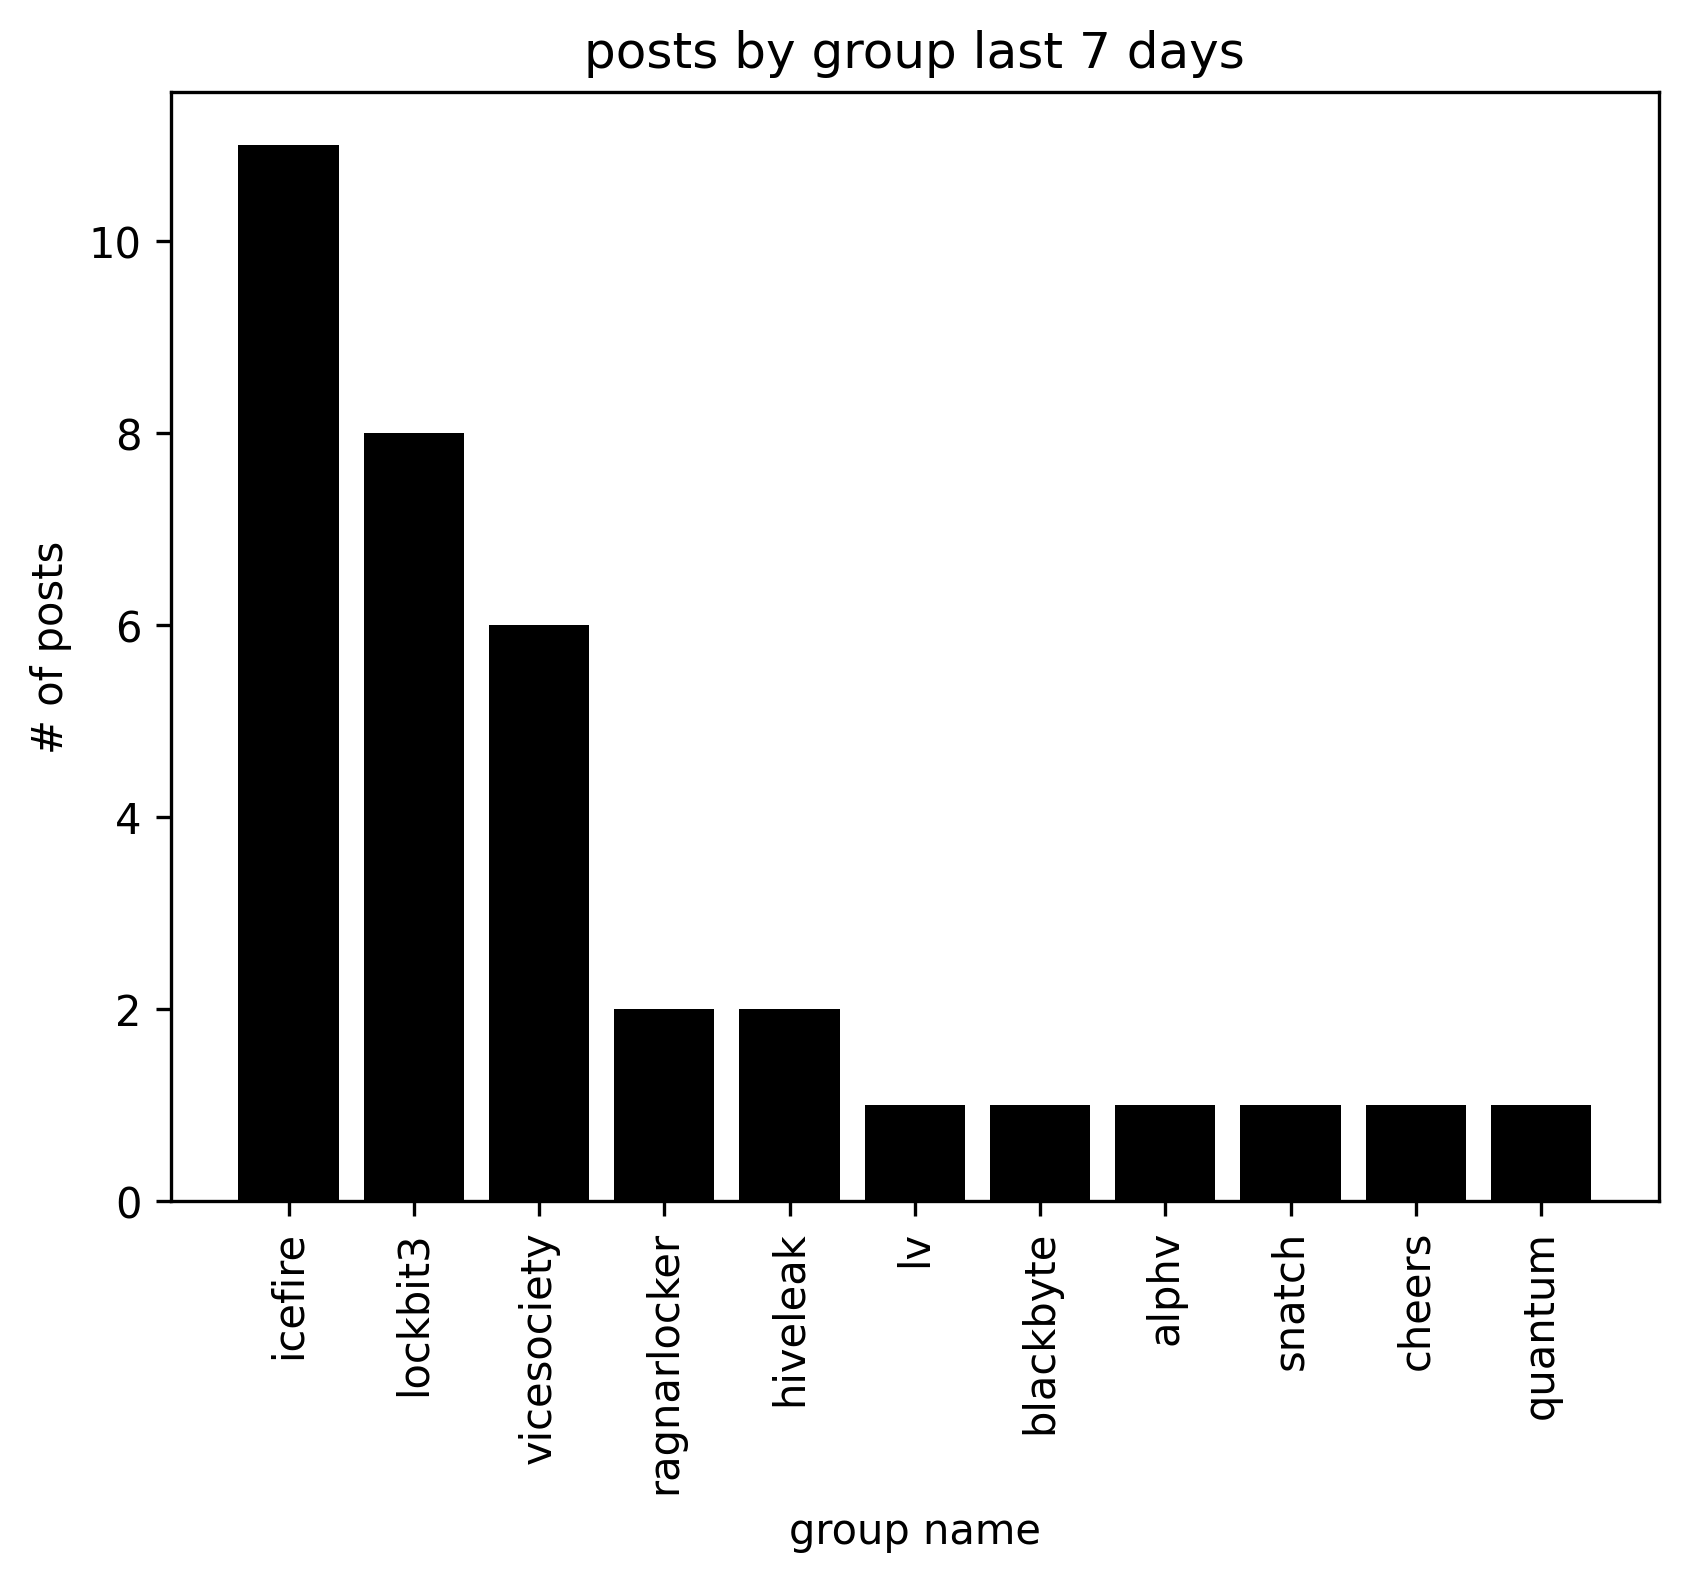 posts by group last 7 days
# of posts
10
8
6
4
2
0
icefire
lockbit3
vicesociety
ragnarlocker
hiveleak
lv
blackbyte
alphv
snatch
cheers
quantum
group name